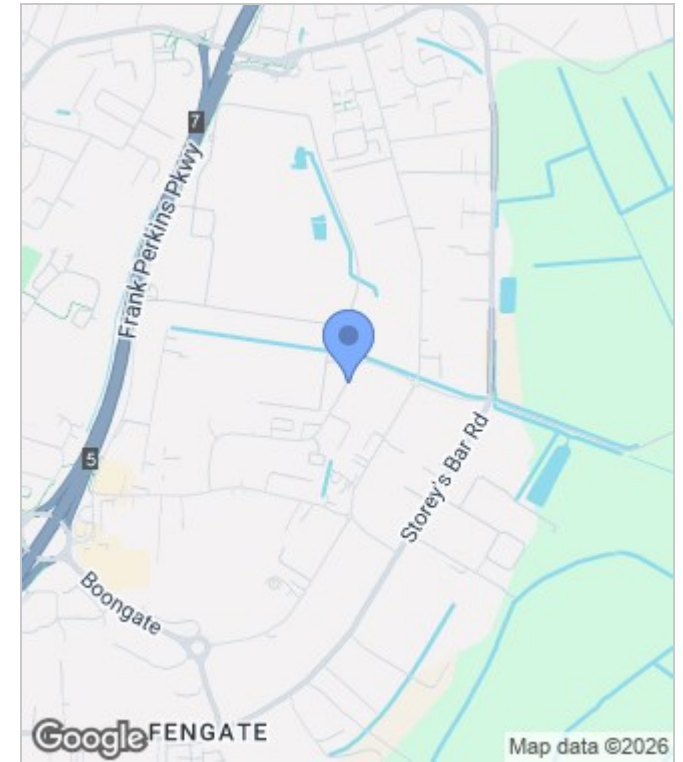 7
Frank Perkins Pkwy
5
Storey's Bar Rd
Boongate
FENGATE
Google
Map data ©2026